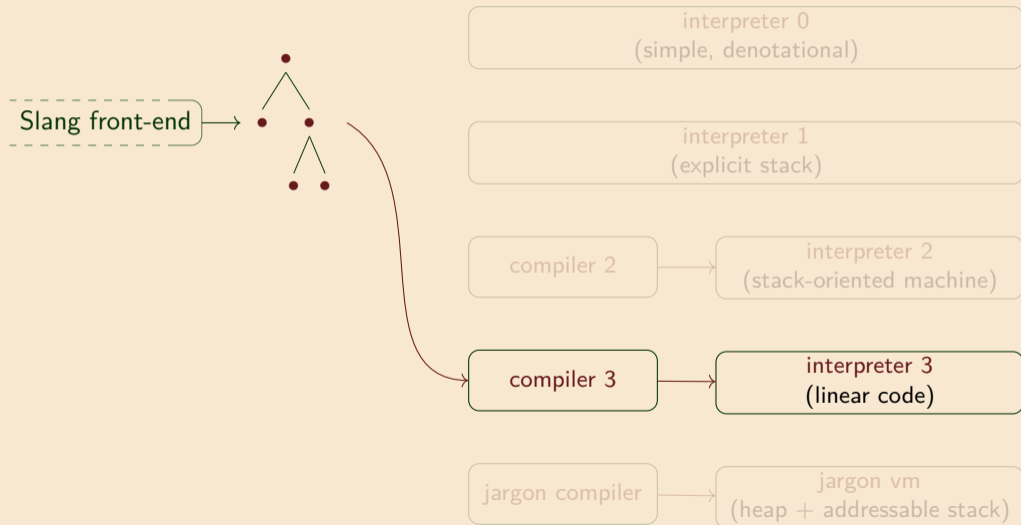 interpreter 0
(simple, denotational)
Slang front-end
interpreter 1
(explicit stack)
compiler 2
interpreter 2
(stack-oriented machine)
compiler 3
interpreter 3
(linear code)
jargon compiler
jargon vm
(heap + addressable stack)